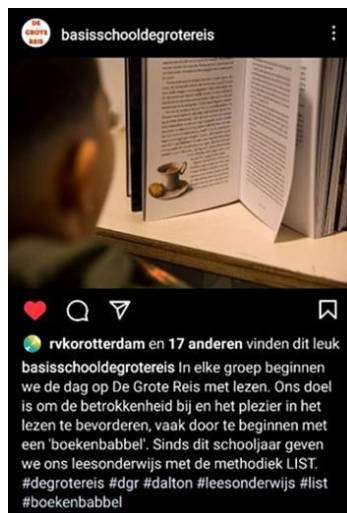 DE
GROTE
REIS
basisschooldegrotereis
rvkorotterdam en 17 anderen vinden dit leuk
basisschooldegrotereis In elke groep beginnen
we de dag op De Grote Reis met lezen. Ons doel
is om de betrokkenheid bij en het plezier in het
lezen te bevorderen, vaak door te beginnen met
een 'boekenbabbel'. Sinds dit schooljaar geven
we ons leesonderwijs met de methodiek LIST.
#degrotereis #dgr #dalton #leesonderwijs #list
#boekenbabbel